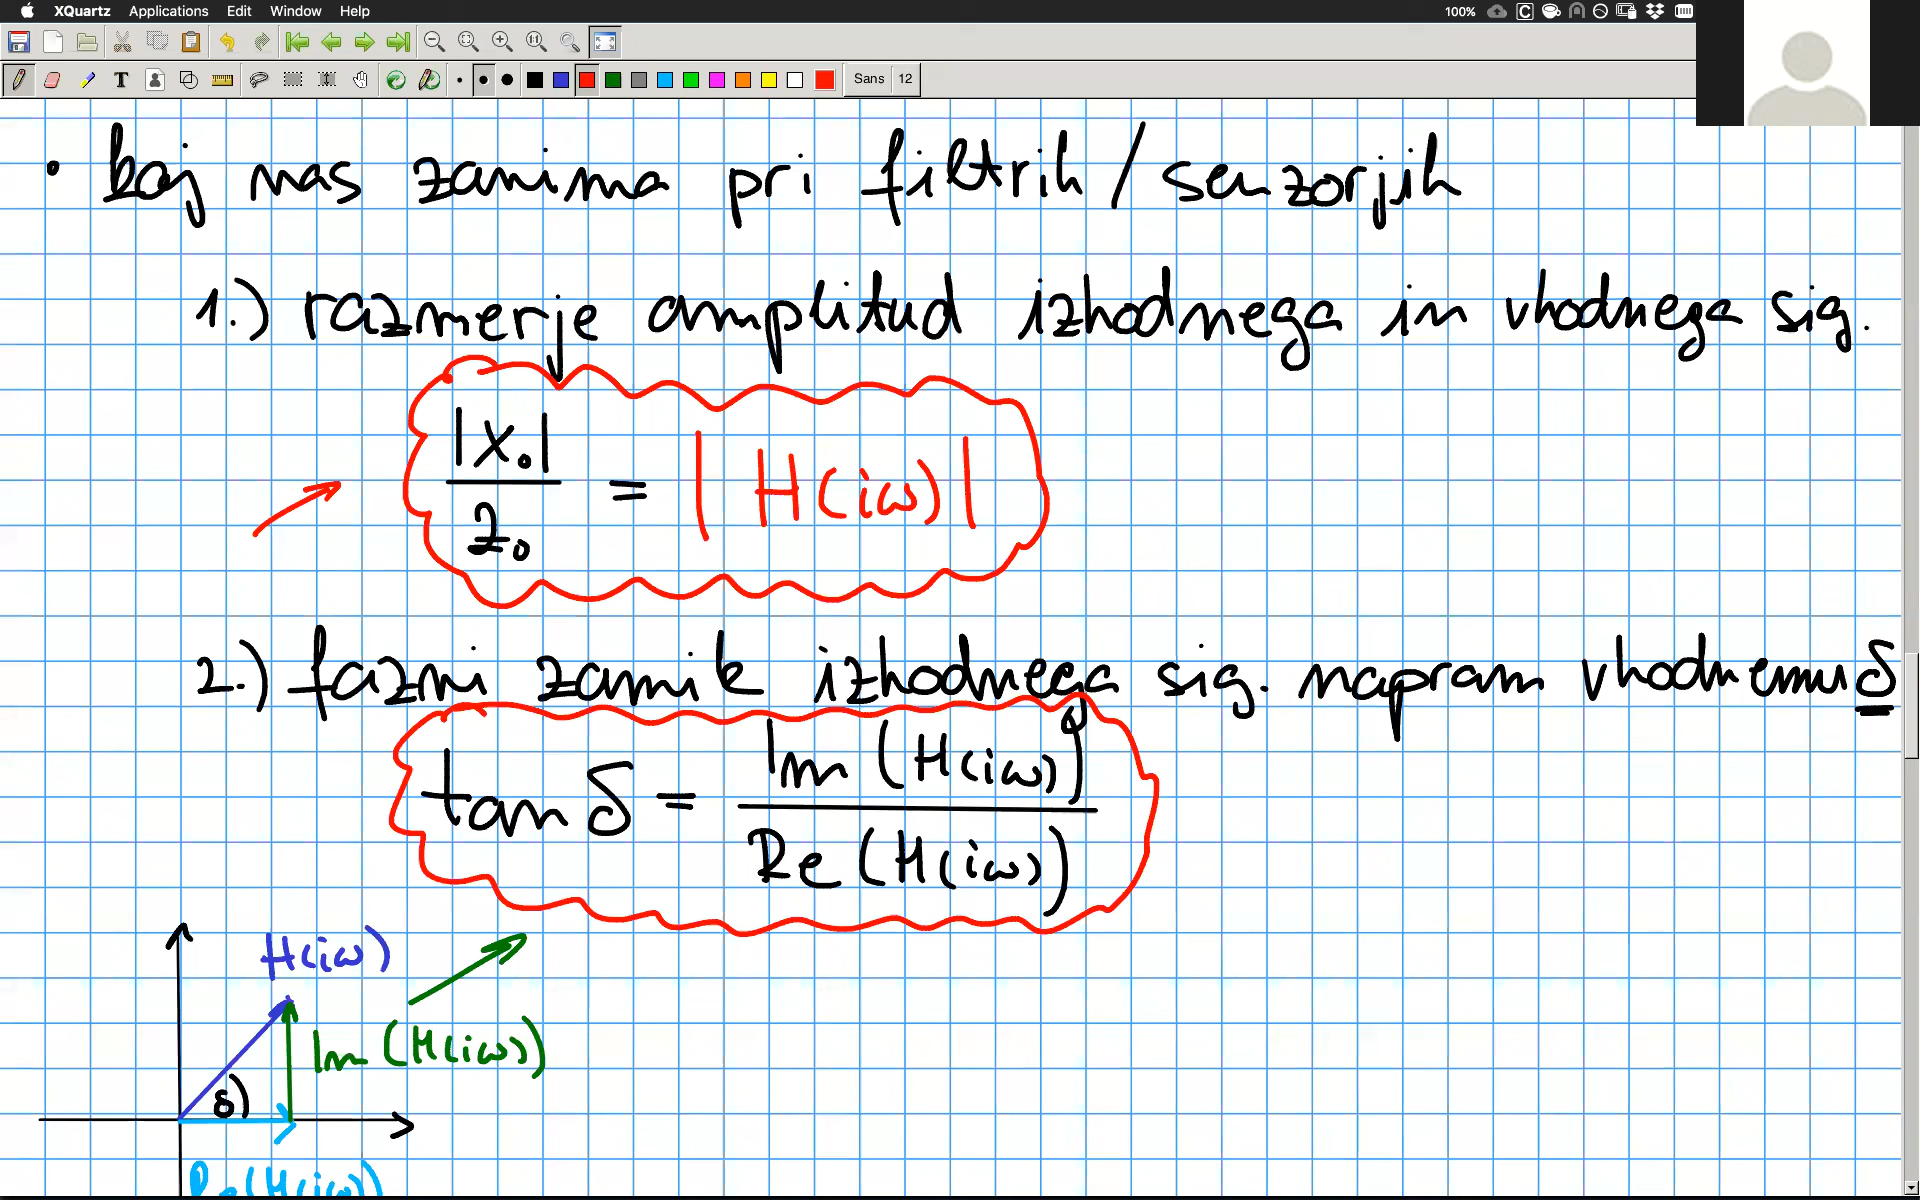 XQuartz Applications Edit Window Help 100%
Sans 12
• kaj nas zanima pri filtrih / senzorjih
1.) razmerje amplitud izhodnega in vhodnega sig.
|X₀| / z₀ = | H(iω) |
2.) fazni zamik izhodnega sig. napram vhodnemu δ
tan δ = Im (H(iω)) / Re (H(iω))
H(iω)
Im (H(iω))
δ
Re(H(iω))